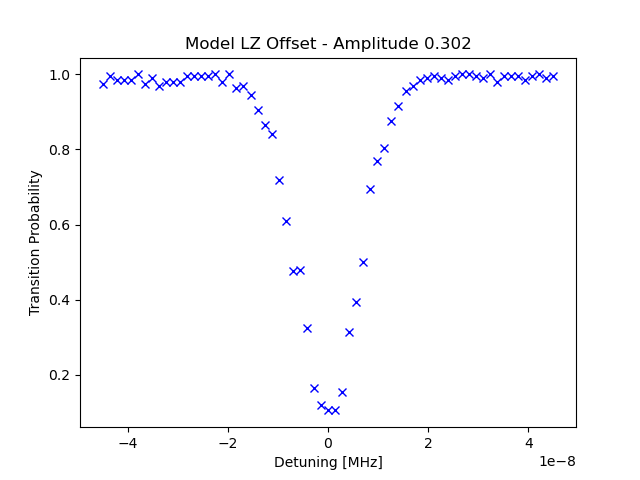 Model LZ Offset - Amplitude 0.302
1.0
0.8
0.6
0.4
0.2
Transition Probability
−4
−2
0
2
4
1e−8
Detuning [MHz]